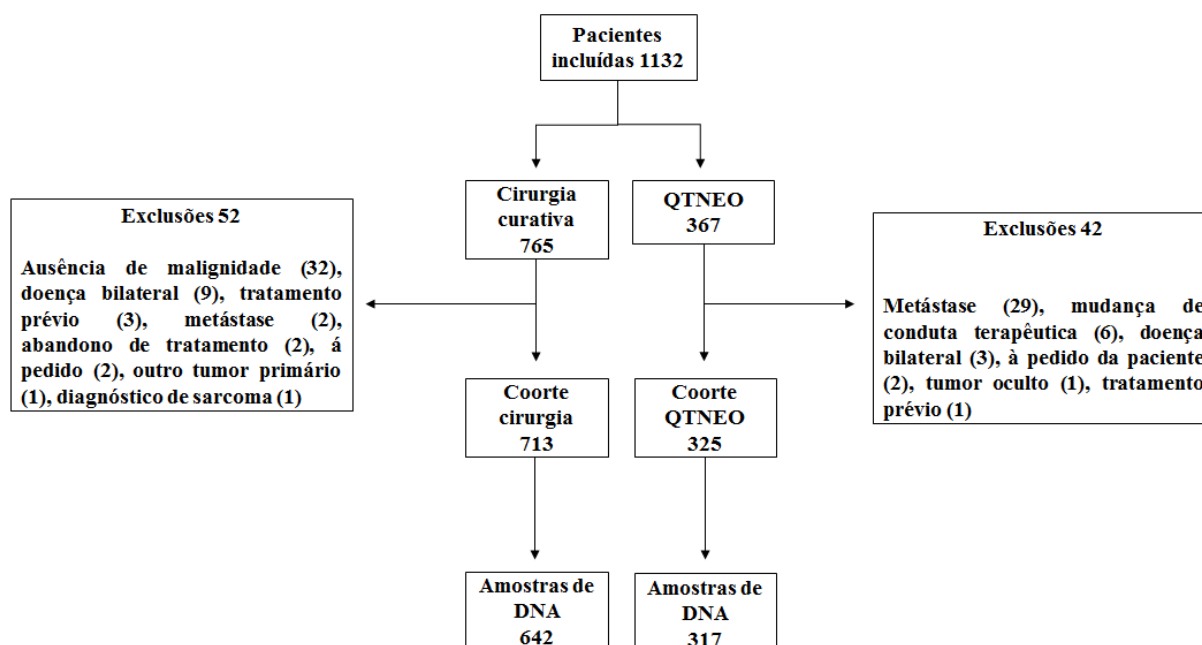 Pacientes
incluídas 1132
Cirurgia
curativa
765
QTNEO
367
Exclusões 52
Ausência de malignidade (32),
doença bilateral (9), tratamento
prévio (3), metástase (2),
abandono de tratamento (2), á
pedido (2), outro tumor primário
(1), diagnóstico de sarcoma (1)
Exclusões 42
Metástase (29), mudança de
conduta terapêutica (6), doença
bilateral (3), à pedido da paciente
(2), tumor oculto (1), tratamento
prévio (1)
Coorte
cirurgia
713
Coorte
QTNEO
325
Amostras de
DNA
642
Amostras de
DNA
317